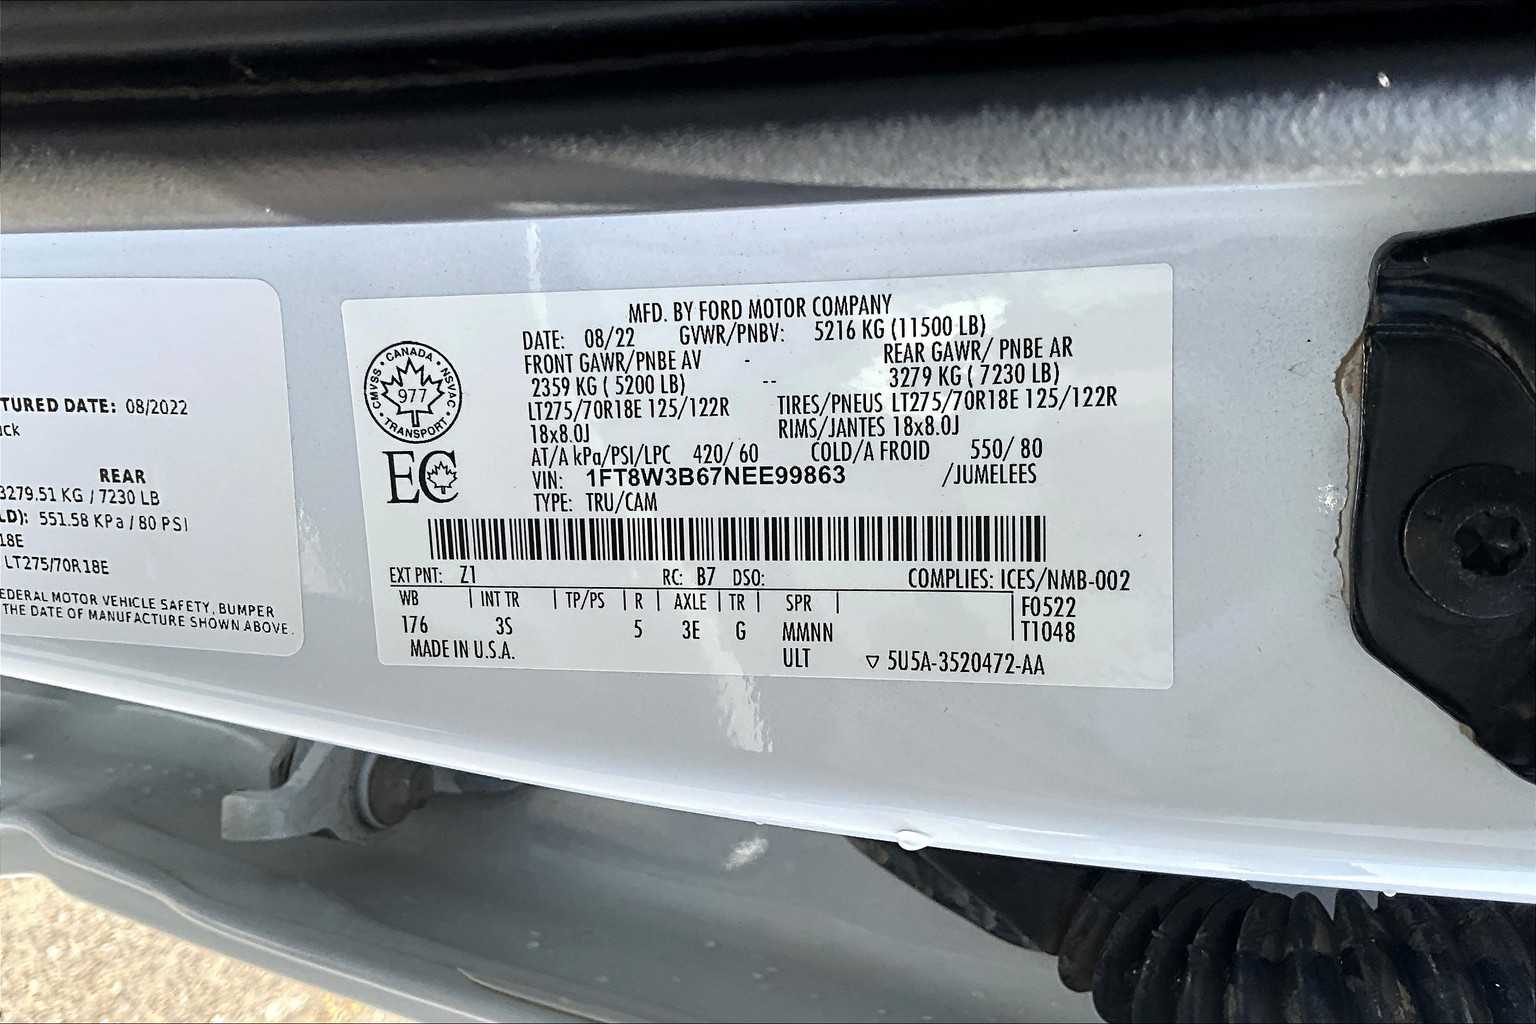 TURED DATE: 08/2022
REAR
3279.51 KG / 7230 LB
LD): 551.58 KPa / 80 PSI
18E
LT275/70R18E
EDERAL MOTOR VEHICLE SAFETY, BUMPER
THE DATE OF MANUFACTURE SHOWN ABOVE.
MFD. BY FORD MOTOR COMPANY
DATE: 08/22 GVWR/PNBV: 5216 KG (11500 LB)
FRONT GAWR/PNBE AV - REAR GAWR/ PNBE AR
2359 KG ( 5200 LB) -- 3279 KG ( 7230 LB)
LT275/70R18E 125/122R TIRES/PNEUS LT275/70R18E 125/122R
18x8.0J RIMS/JANTES 18x8.0J
AT/A kPa/PSI/LPC 420/ 60 COLD/A FROID 550/ 80
VIN: 1FT8W3B67NEE99863 /JUMELEES
TYPE: TRU/CAM
CANADA
CMVSS • NSVAC
977
TRANSPORT
EC
EXT PNT: Z1 RC: B7 DSO: COMPLIES: ICES/NMB-002
WB | INT TR | TP/PS | R | AXLE | TR | SPR | F0522
176 3S 5 3E G MMNN T1048
MADE IN U.S.A. ULT ▽ 5U5A-3520472-AA